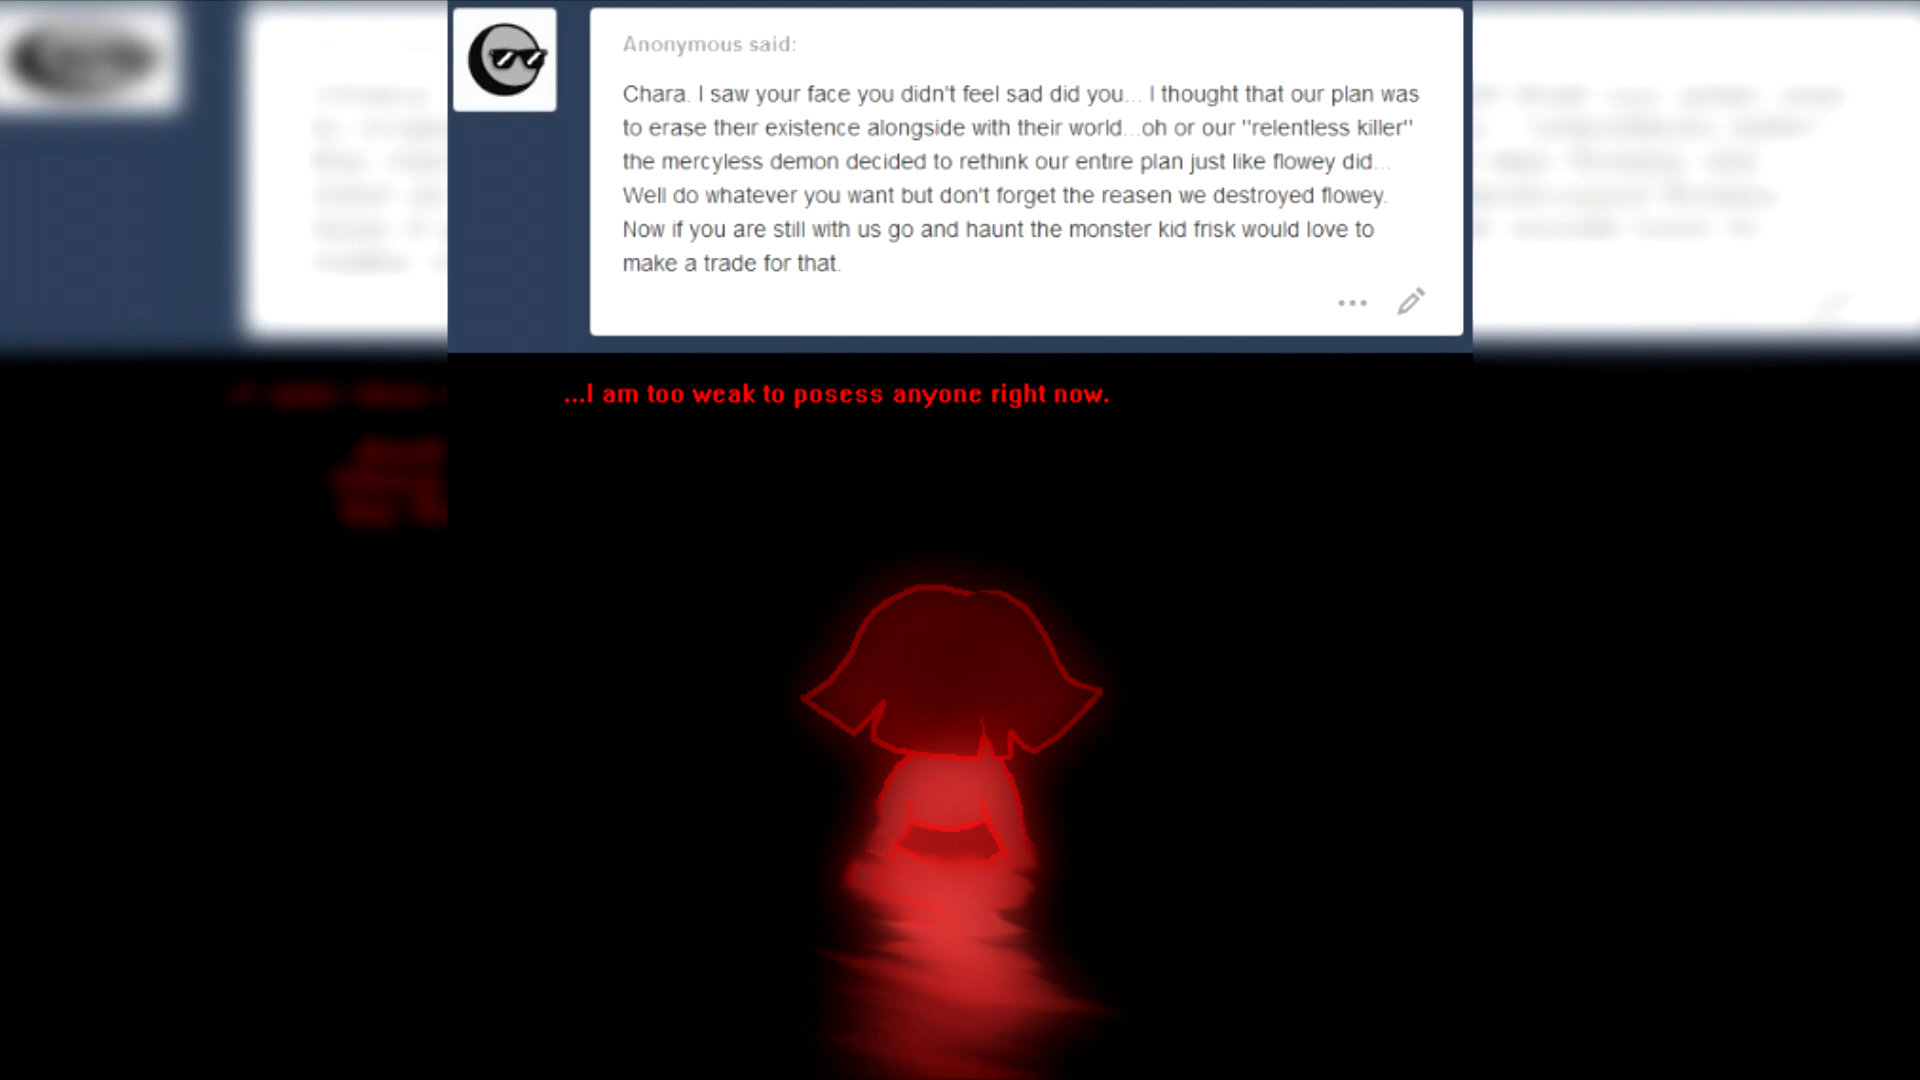 Anonymous said:
Chara. I saw your face you didn't feel sad did you... I thought that our plan was
to erase their existence alongside with their world...oh or our "relentless killer"
the mercyless demon decided to rethink our entire plan just like flowey did...
Well do whatever you want but don't forget the reasen we destroyed flowey.
Now if you are still with us go and haunt the monster kid frisk would love to
make a trade for that.
...I am too weak to posess anyone right now.